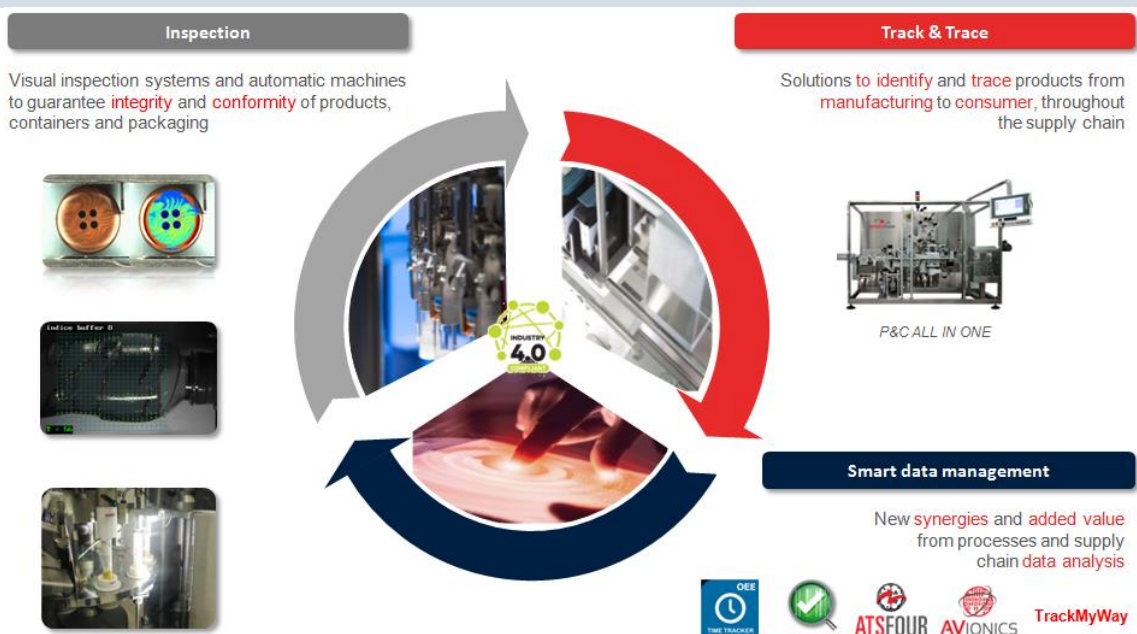 Inspection
Visual inspection systems and automatic machines
to guarantee integrity and conformity of products,
containers and packaging
indice buffer 0
Track & Trace
Solutions to identify and trace products from
manufacturing to consumer, throughout
the supply chain
P&C ALL IN ONE
INDUSTRY
4.0
COMPLIANT
Smart data management
New synergies and added value
from processes and supply
chain data analysis
OEE
TIME TRACKER
ATSFOUR
AVIONICS
TrackMyWay